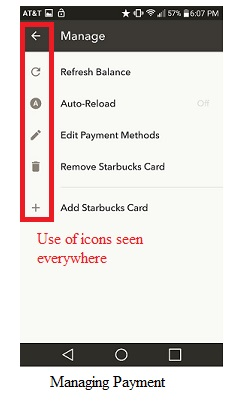 AT&T 57% 6:07 PM
Manage
Refresh Balance
A Auto-Reload Off
Edit Payment Methods
Remove Starbucks Card
Add Starbucks Card
Use of icons seen
everywhere
Managing Payment